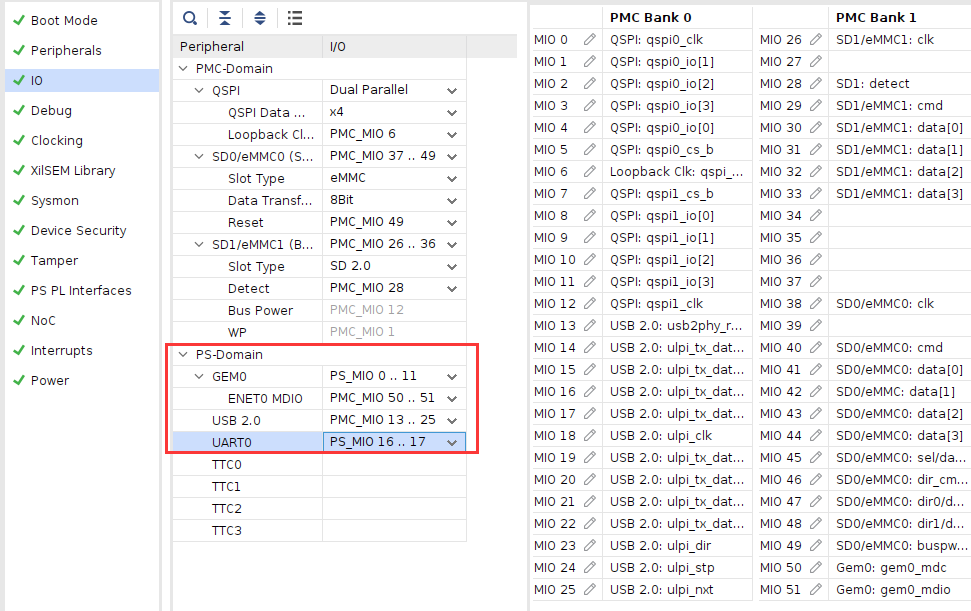 Boot Mode
Peripherals
IO
Debug
Clocking
XilSEM Library
Sysmon
Device Security
Tamper
PS PL Interfaces
NoC
Interrupts
Power
Peripheral I/O
PMC-Domain
QSPI Dual Parallel
QSPI Data ... x4
Loopback Cl... PMC_MIO 6
SD0/eMMC0 (S... PMC_MIO 37 .. 49
Slot Type eMMC
Data Transf... 8Bit
Reset PMC_MIO 49
SD1/eMMC1 (B... PMC_MIO 26 .. 36
Slot Type SD 2.0
Detect PMC_MIO 28
Bus Power PMC_MIO 12
WP PMC_MIO 1
PS-Domain
GEM0 PS_MIO 0 .. 11
ENET0 MDIO PMC_MIO 50 .. 51
USB 2.0 PMC_MIO 13 .. 25
UART0 PS_MIO 16 .. 17
TTC0
TTC1
TTC2
TTC3
PMC Bank 0 PMC Bank 1
MIO 0 QSPI: qspi0_clk MIO 26 SD1/eMMC1: clk
MIO 1 QSPI: qspi0_io[1] MIO 27
MIO 2 QSPI: qspi0_io[2] MIO 28 SD1: detect
MIO 3 QSPI: qspi0_io[3] MIO 29 SD1/eMMC1: cmd
MIO 4 QSPI: qspi0_io[0] MIO 30 SD1/eMMC1: data[0]
MIO 5 QSPI: qspi0_cs_b MIO 31 SD1/eMMC1: data[1]
MIO 6 Loopback Clk: qspi_... MIO 32 SD1/eMMC1: data[2]
MIO 7 QSPI: qspi1_cs_b MIO 33 SD1/eMMC1: data[3]
MIO 8 QSPI: qspi1_io[0] MIO 34
MIO 9 QSPI: qspi1_io[1] MIO 35
MIO 10 QSPI: qspi1_io[2] MIO 36
MIO 11 QSPI: qspi1_io[3] MIO 37
MIO 12 QSPI: qspi1_clk MIO 38 SD0/eMMC0: clk
MIO 13 USB 2.0: usb2phy_r... MIO 39
MIO 14 USB 2.0: ulpi_tx_dat... MIO 40 SD0/eMMC0: cmd
MIO 15 USB 2.0: ulpi_tx_dat... MIO 41 SD0/eMMC0: data[0]
MIO 16 USB 2.0: ulpi_tx_dat... MIO 42 SD0/eMMC: data[1]
MIO 17 USB 2.0: ulpi_tx_dat... MIO 43 SD0/eMMC0: data[2]
MIO 18 USB 2.0: ulpi_clk MIO 44 SD0/eMMC0: data[3]
MIO 19 USB 2.0: ulpi_tx_dat... MIO 45 SD0/eMMC0: sel/da...
MIO 20 USB 2.0: ulpi_tx_dat... MIO 46 SD0/eMMC0: dir_cm...
MIO 21 USB 2.0: ulpi_tx_dat... MIO 47 SD0/eMMC0: dir0/d...
MIO 22 USB 2.0: ulpi_tx_dat... MIO 48 SD0/eMMC0: dir1/d...
MIO 23 USB 2.0: ulpi_dir MIO 49 SD0/eMMC0: buspw...
MIO 24 USB 2.0: ulpi_stp MIO 50 Gem0: gem0_mdc
MIO 25 USB 2.0: ulpi_nxt MIO 51 Gem0: gem0_mdio